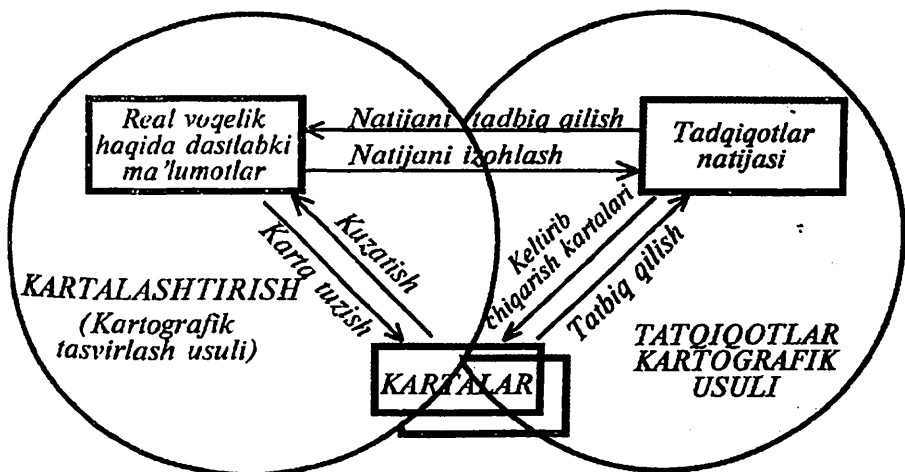 Real voqelik
haqida dastlabki
ma'lumotlar
Natijani tadbiq qilish
Natijani izohlash
Tadqiqotlar
natijasi
Kuzatish
Karta tuzish
Keltirib
chiqarish kartalari
Tatbiq qilish
KARTALASHTIRISH
(Kartografik
tasvirlash usuli)
TATQIQOTLAR
KARTOGRAFIK
USULI
KARTALAR